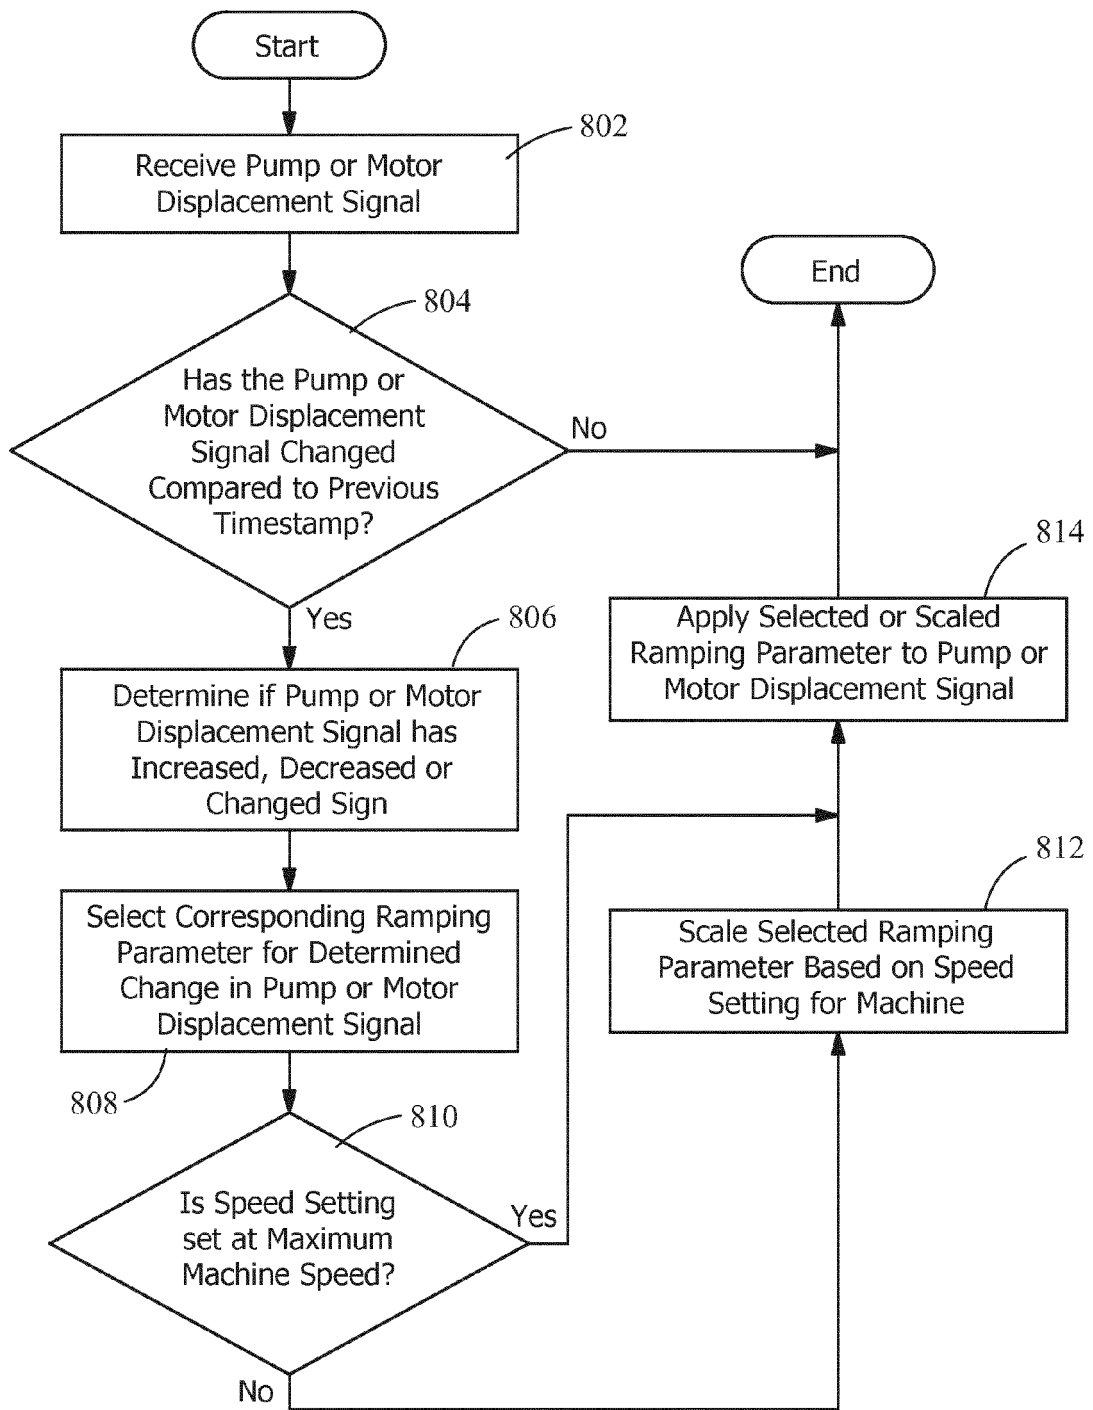 Start
802
Receive Pump or Motor
Displacement Signal
804
Has the Pump or
Motor Displacement
Signal Changed
Compared to Previous
Timestamp?
No
Yes
806
Determine if Pump or Motor
Displacement Signal has
Increased, Decreased or
Changed Sign
Select Corresponding Ramping
Parameter for Determined
Change in Pump or Motor
Displacement Signal
808
810
Is Speed Setting
set at Maximum
Machine Speed?
Yes
No
812
Scale Selected Ramping
Parameter Based on Speed
Setting for Machine
814
Apply Selected or Scaled
Ramping Parameter to Pump or
Motor Displacement Signal
End